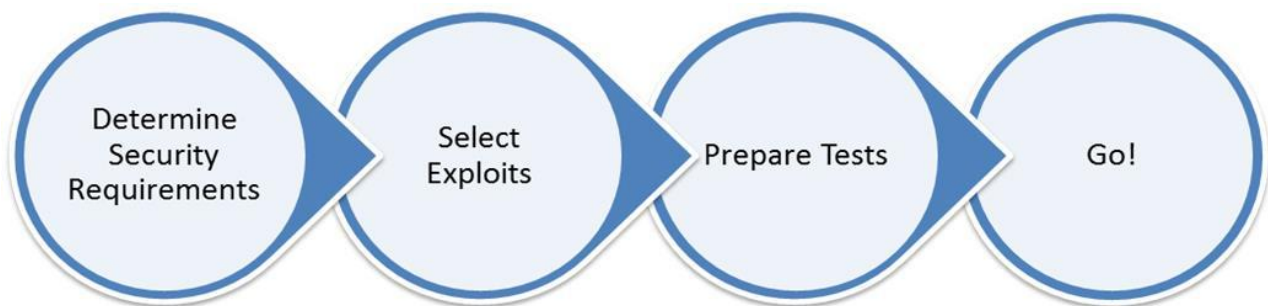 Determine
Security
Requirements
Select
Exploits
Prepare Tests
Go!